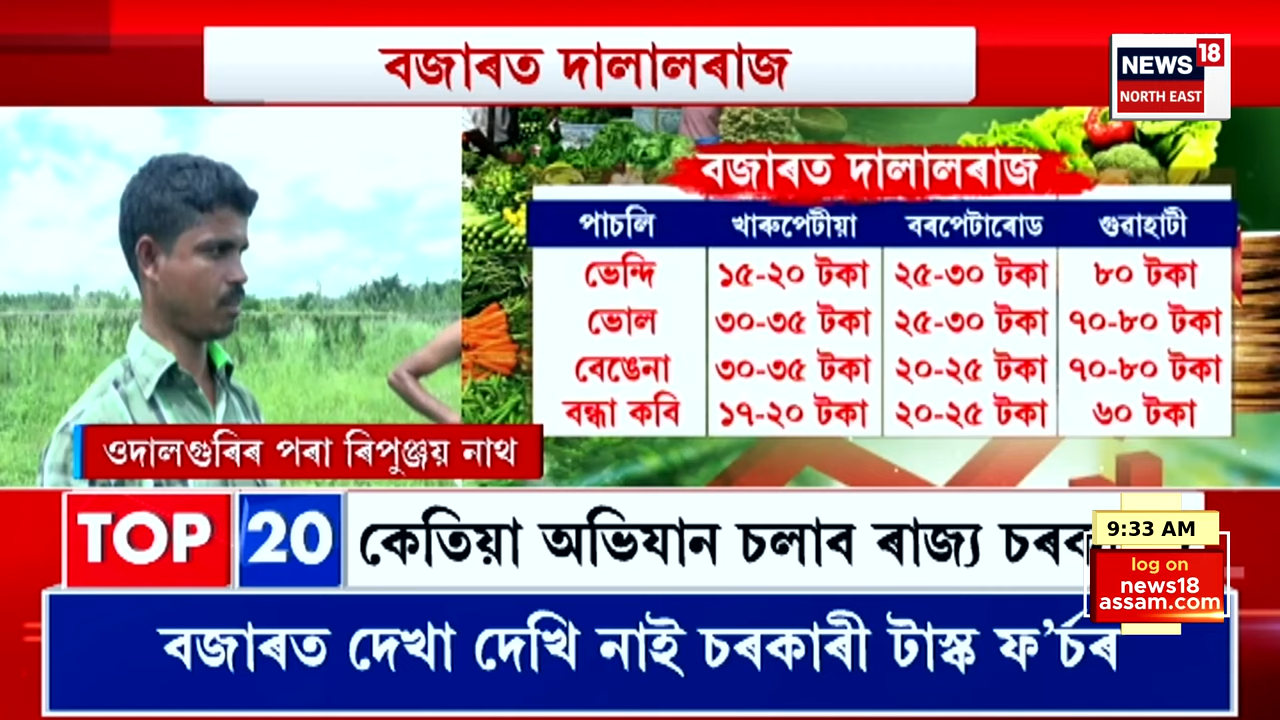 বজাৰত দালালৰাজ
NEWS 18
NORTH EAST
বজাৰত দালালৰাজ
পাচলি খাৰুপেটীয়া বৰপেটাৰোড গুৱাহাটী
ভেন্দি ১৫-২০ টকা ২৫-৩০ টকা ৮০ টকা
ভোল ৩০-৩৫ টকা ২৫-৩০ টকা ৭০-৮০ টকা
বেঙেনা ৩০-৩৫ টকা ২০-২৫ টকা ৭০-৮০ টকা
বন্ধা কবি ১৭-২০ টকা ২০-২৫ টকা ৬০ টকা
ওদালগুৰিৰ পৰা ৰিপুঞ্জয় নাথ
TOP 20 কেতিয়া অভিযান চলাব ৰাজ্য
9:33 AM
log on
news18
assam.com
বজাৰত দেখা দেখি নাই চৰকাৰী টাস্ক ফ'ৰ্চৰ